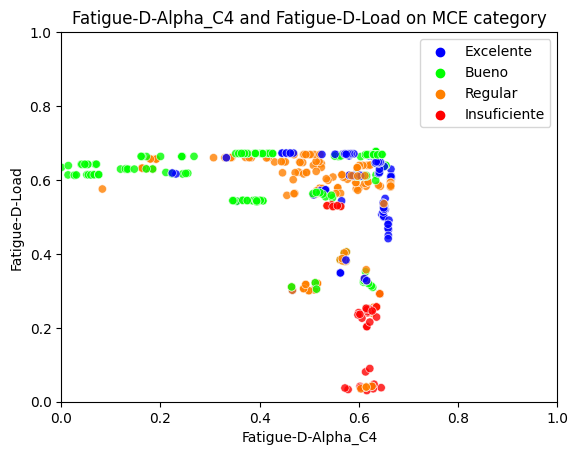 Fatigue-D-Alpha_C4 and Fatigue-D-Load on MCE category
1.0
0.8
0.6
0.4
0.2
0.0
Fatigue-D-Load
Excelente
Bueno
Regular
Insuficiente
0.0 0.2 0.4 0.6 0.8 1.0
Fatigue-D-Alpha_C4